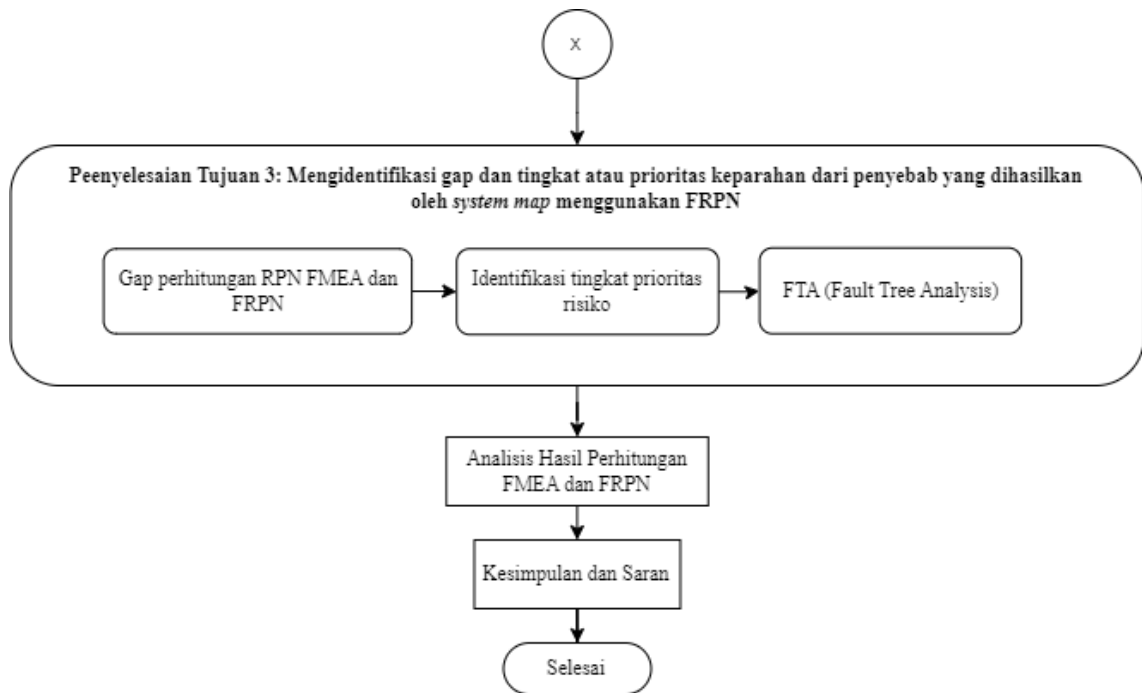 X
Peenyelesaian Tujuan 3: Mengidentifikasi gap dan tingkat atau prioritas keparahan dari penyebab yang dihasilkan
oleh system map menggunakan FRPN
Gap perhitungan RPN FMEA dan
FRPN
Identifikasi tingkat prioritas
risiko
FTA (Fault Tree Analysis)
Analisis Hasil Perhitungan
FMEA dan FRPN
Kesimpulan dan Saran
Selesai